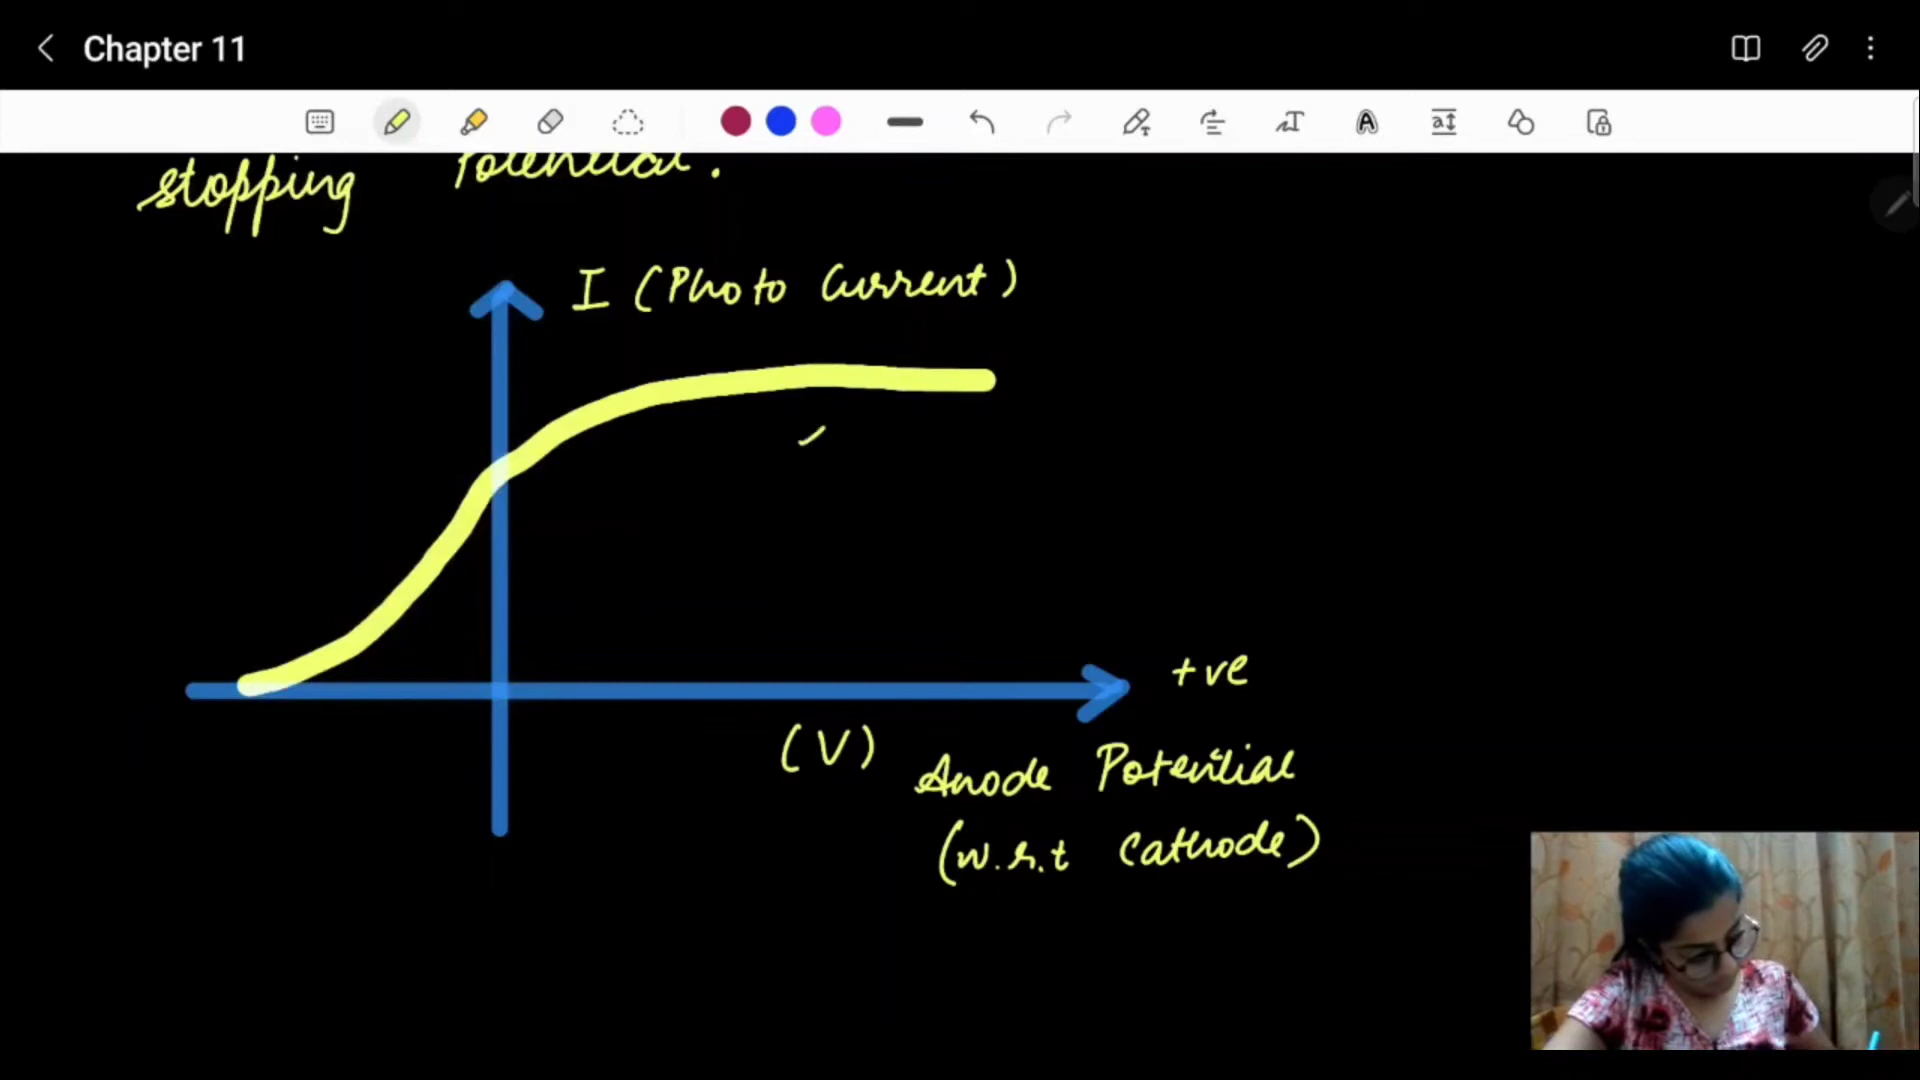 Chapter 11
stopping Potential.
I (Photo Current)
+ve
(V) Anode Potential
(w.r.t Cathode)